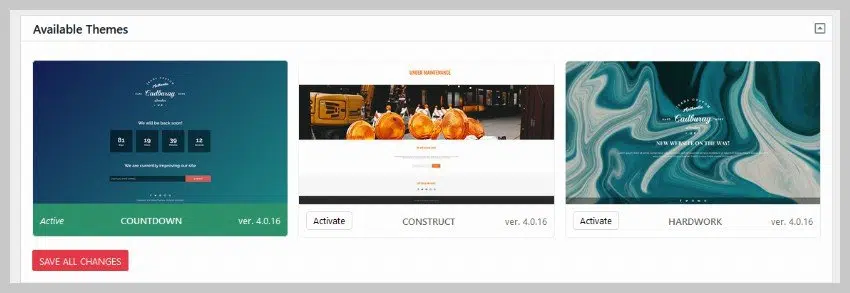 Available Themes
Cadburay
We will be back soon!
81 19 39 12
We are currently improving our site
Active COUNTDOWN ver. 4.0.16
UNDER MAINTENANCE
Activate CONSTRUCT ver. 4.0.16
Cadburay
NEW WEBSITE ON THE WAY!
Activate HARDWORK ver. 4.0.16
SAVE ALL CHANGES